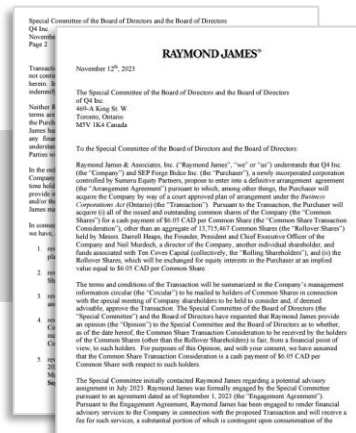 Special Committee of the Board of Directors and the Board of Directors
Q4 Inc.
Page 2
RAYMOND JAMES®
November 12th, 2023
The Special Committee of the Board of Directors and the Board of Directors
of Q4 Inc.
469-A King St. W.
Toronto, Ontario
M5V 1K4 Canada
To the Special Committee of the Board of Directors and the Board of Directors:
Raymond James & Associates, Inc. ("Raymond James", "we" or "us") understands that Q4 Inc.
(the "Company") and SEP Forge Bidco Inc. (the "Purchaser"), a newly incorporated corporation
controlled by Sumeru Equity Partners, propose to enter into a definitive arrangement agreement
(the "Arrangement Agreement") pursuant to which, among other things, the Purchaser will
acquire the Company by way of a court approved plan of arrangement under the Business
Corporations Act (Ontario) (the "Transaction"). Pursuant to the Transaction, the Purchaser will
acquire (i) all of the issued and outstanding common shares of the Company (the "Common
Shares") for a cash payment of $6.05 CAD per Common Share (the "Common Share Transaction
Consideration"), other than an aggregate of 13,715,467 Common Shares (the "Rollover Shares")
held by Messrs. Darrell Heaps, the Founder, President and Chief Executive Officer of the
Company and Neil Murdoch, a director of the Company, another individual shareholder, and
funds associated with Ten Coves Capital (collectively, the "Rolling Shareholders"), and (ii) the
Rollover Shares, which will be exchanged for equity interests in the Purchaser at an implied
value equal to $6.05 CAD per Common Share.
The terms and conditions of the Transaction will be summarized in the Company's management
information circular (the "Circular") to be mailed to holders of Common Shares in connection
with the special meeting of Company shareholders to be held to consider and, if deemed
advisable, approve the Transaction. The Special Committee of the Board of Directors (the
"Special Committee") and the Board of Directors have requested that Raymond James provide
an opinion (the "Opinion") to the Special Committee and the Board of Directors as to whether,
as of the date hereof, the Common Share Transaction Consideration to be received by the holders
of the Common Shares (other than the Rollover Shareholders) is fair, from a financial point of
view, to such holders. For purposes of this Opinion, and with your consent, we have assumed
that the Common Share Transaction Consideration is a cash payment of $6.05 CAD per
Common Share with respect to such holders.
The Special Committee initially contacted Raymond James regarding a potential advisory
assignment in July 2023. Raymond James was formally engaged by the Special Committee
pursuant to an agreement dated as of September 1, 2023 (the "Engagement Agreement").
Pursuant to the Engagement Agreement, Raymond James has been engaged to render financial
advisory services to the Company in connection with the proposed Transaction and will receive a
fee for such services, a substantial portion of which is contingent upon consummation of the